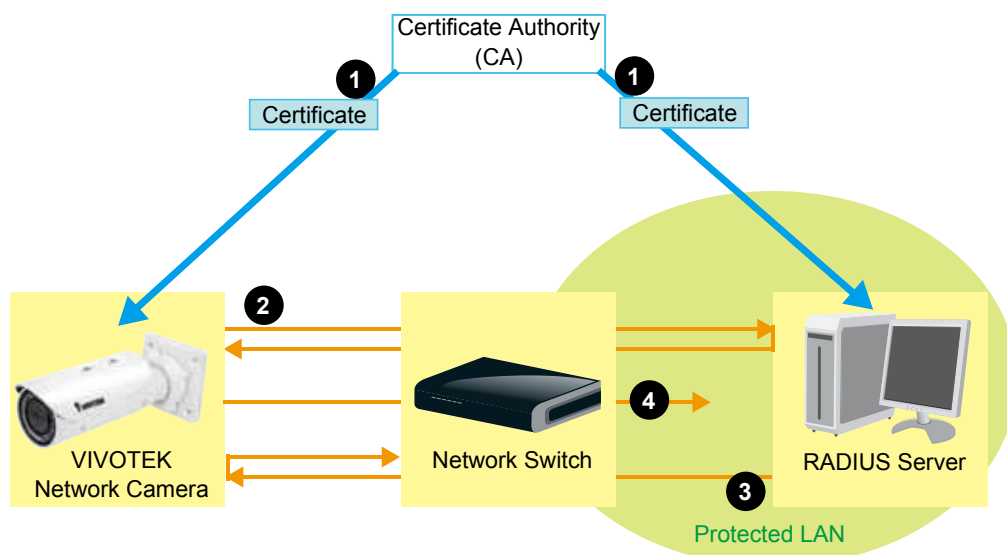 Certificate Authority
(CA)
1
1
Certificate
Certificate
2
4
VIVOTEK
Network Camera
Network Switch
RADIUS Server
3
Protected LAN